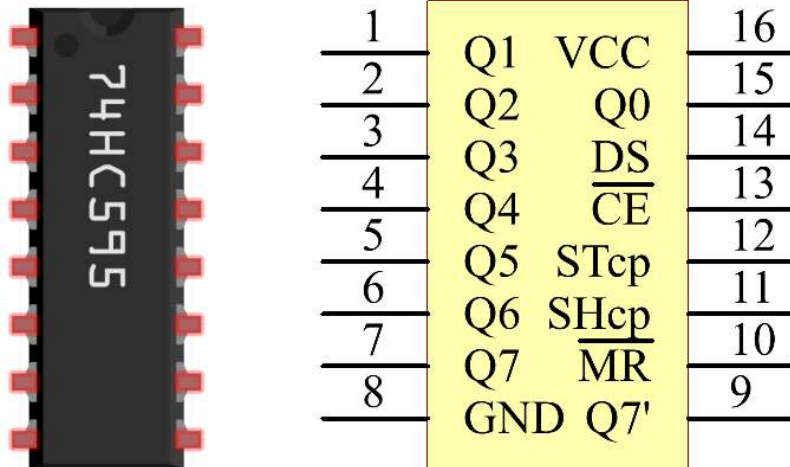 74HC595
1 Q1 VCC 16
2 Q2 Q0 15
3 Q3 DS 14
4 Q4 CE 13
5 Q5 STcp 12
6 Q6 SHcp 11
7 Q7 MR 10
8 GND Q7' 9